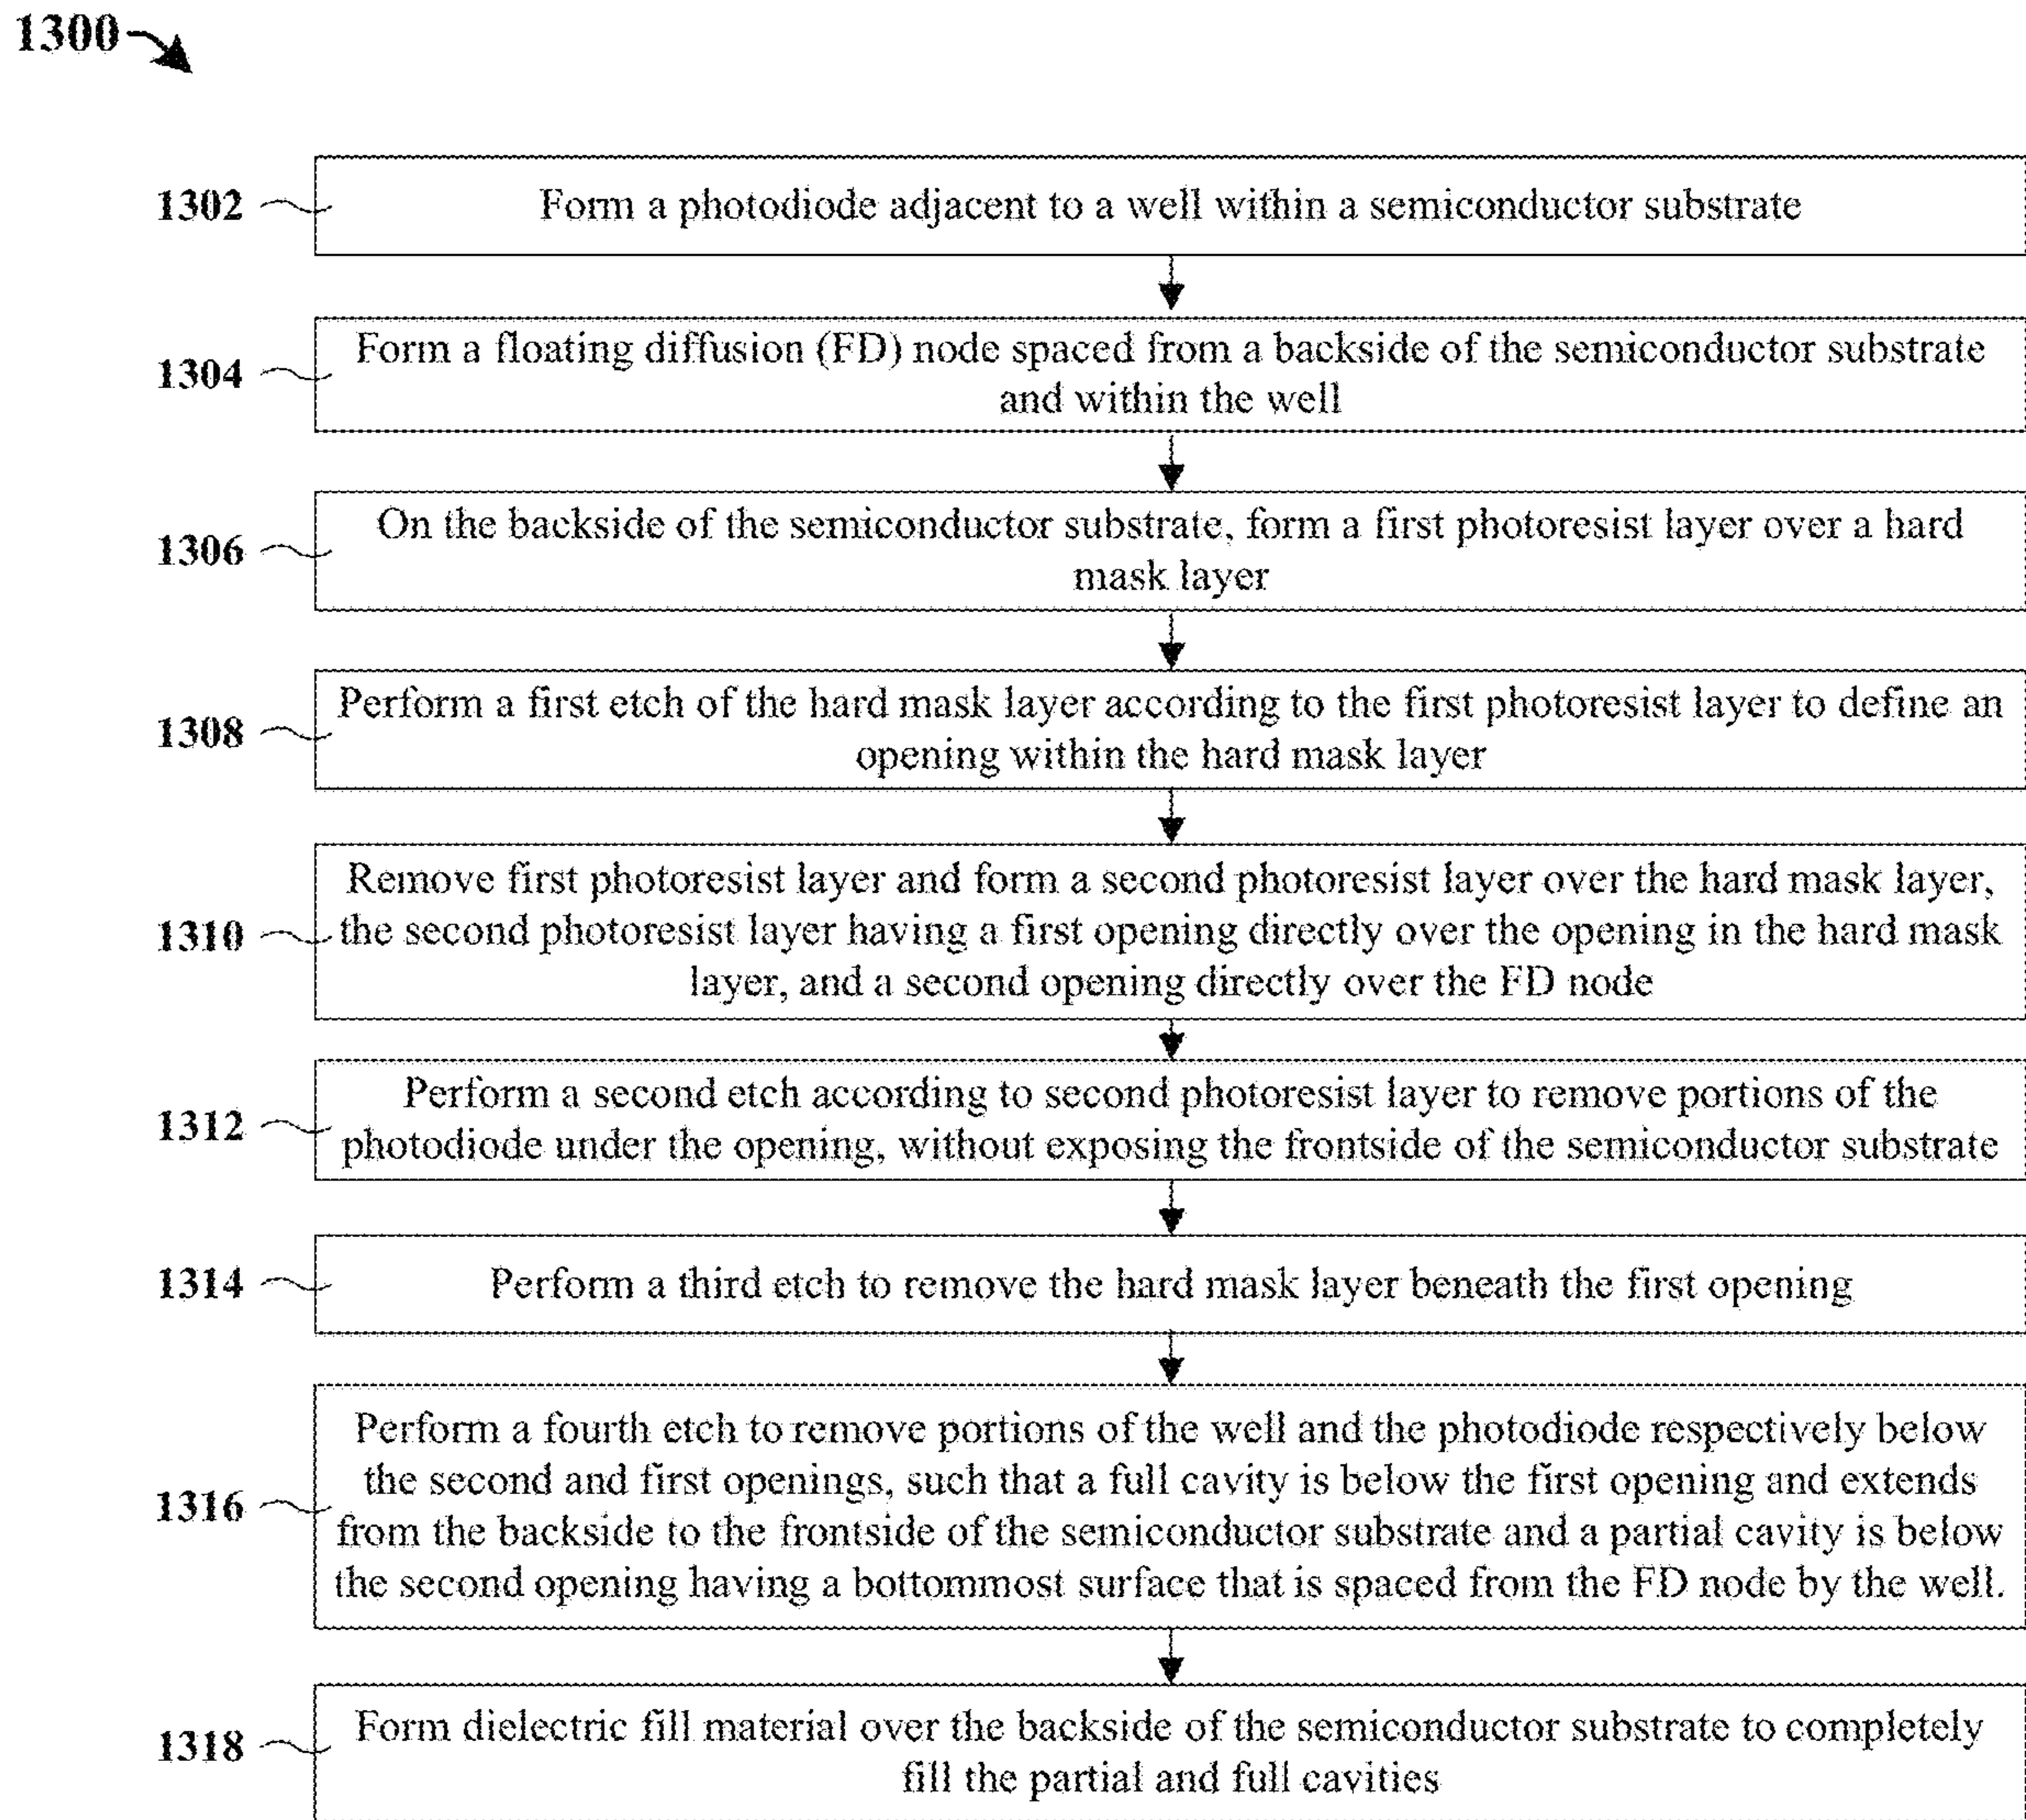 1300
1302
Form a photodiode adjacent to a well within a semiconductor substrate
1304
Form a floating diffusion (FD) node spaced from a backside of the semiconductor substrate
and within the well
1306
On the backside of the semiconductor substrate, form a first photoresist layer over a hard
mask layer
1308
Perform a first etch of the hard mask layer according to the first photoresist layer to define an
opening within the hard mask layer
1310
Remove first photoresist layer and form a second photoresist layer over the hard mask layer,
the second photoresist layer having a first opening directly over the opening in the hard mask
layer, and a second opening directly over the FD node
1312
Perform a second etch according to second photoresist layer to remove portions of the
photodiode under the opening, without exposing the frontside of the semiconductor substrate
1314
Perform a third etch to remove the hard mask layer beneath the first opening
1316
Perform a fourth etch to remove portions of the well and the photodiode respectively below
the second and first openings, such that a full cavity is below the first opening and extends
from the backside to the frontside of the semiconductor substrate and a partial cavity is below
the second opening having a bottommost surface that is spaced from the FD node by the well.
1318
Form dielectric fill material over the backside of the semiconductor substrate to completely
fill the partial and full cavities